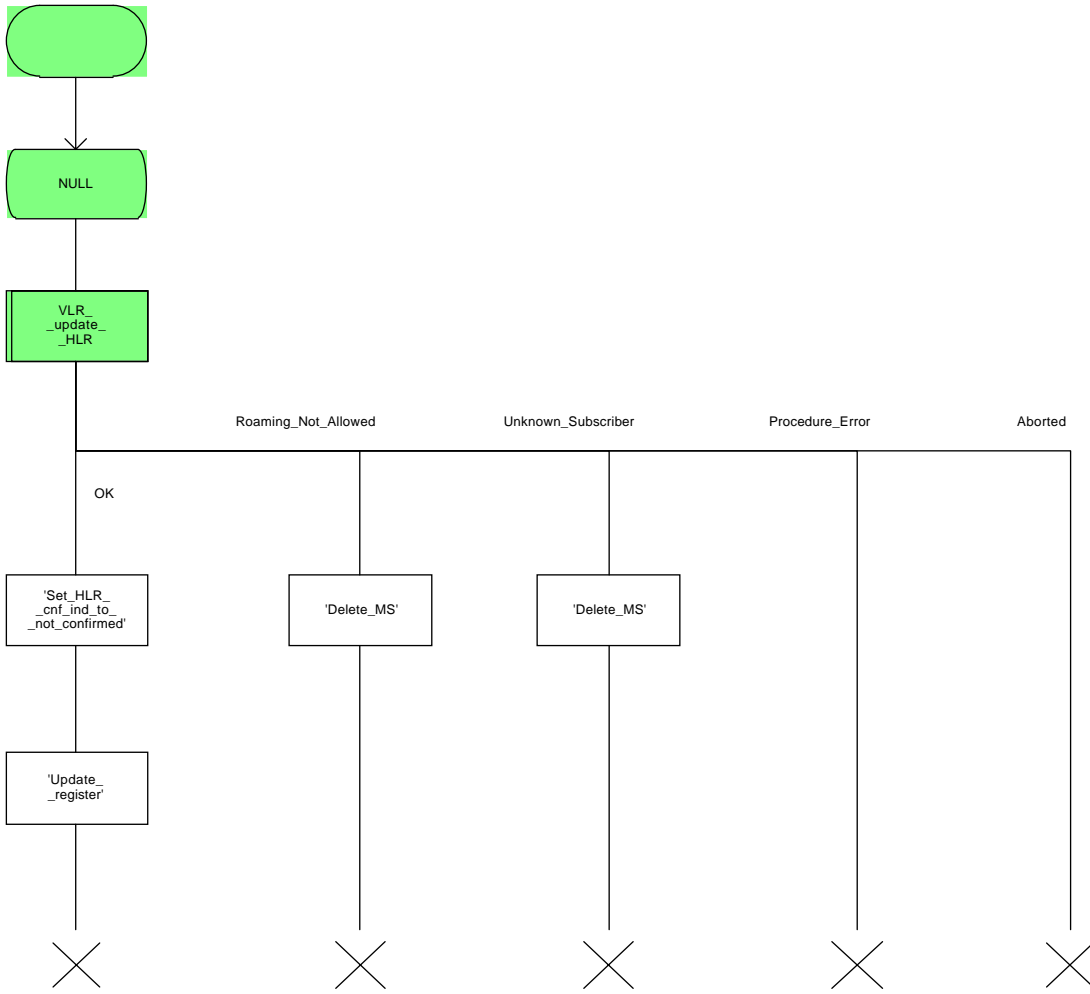 NULL
VLR_
_update_
_HLR
Roaming_Not_Allowed
Unknown_Subscriber
Procedure_Error
Aborted
OK
'Set_HLR_
_cnf_ind_to_
_not_confirmed'
'Delete_MS'
'Delete_MS'
'Update_
_register'